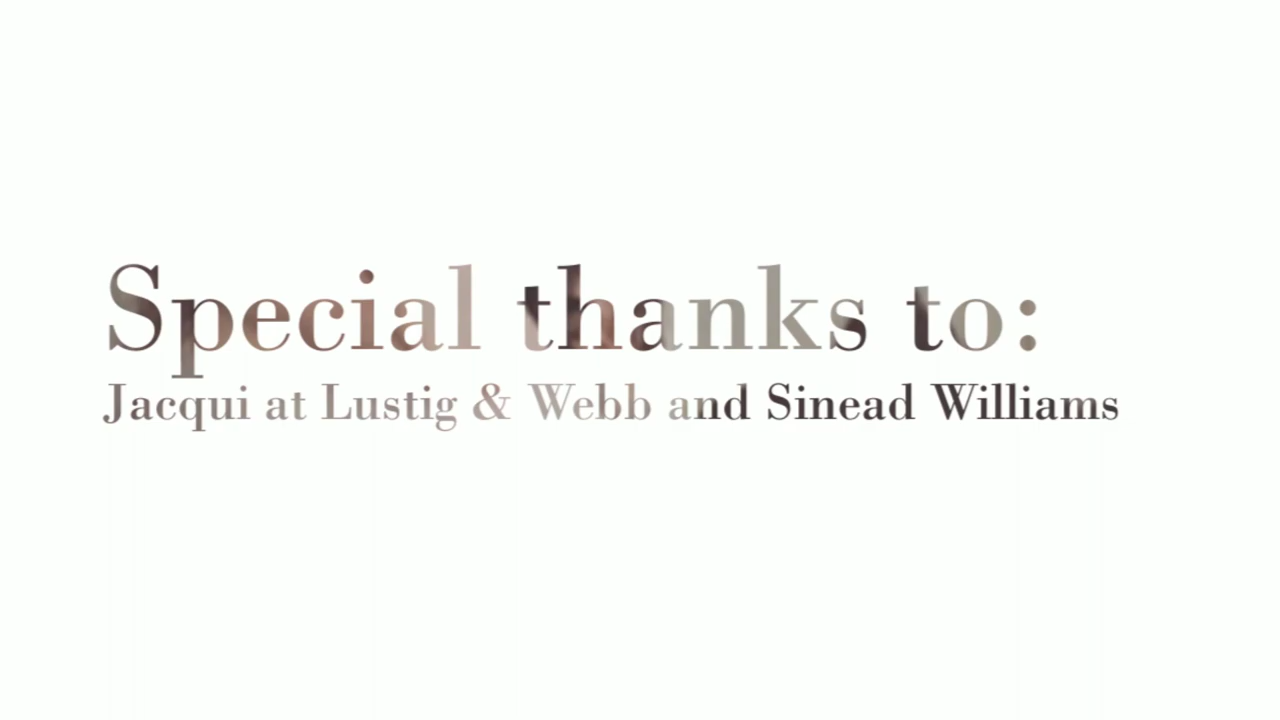 Special thanks to:
Jacqui at Lustig & Webb and Sinead Williams